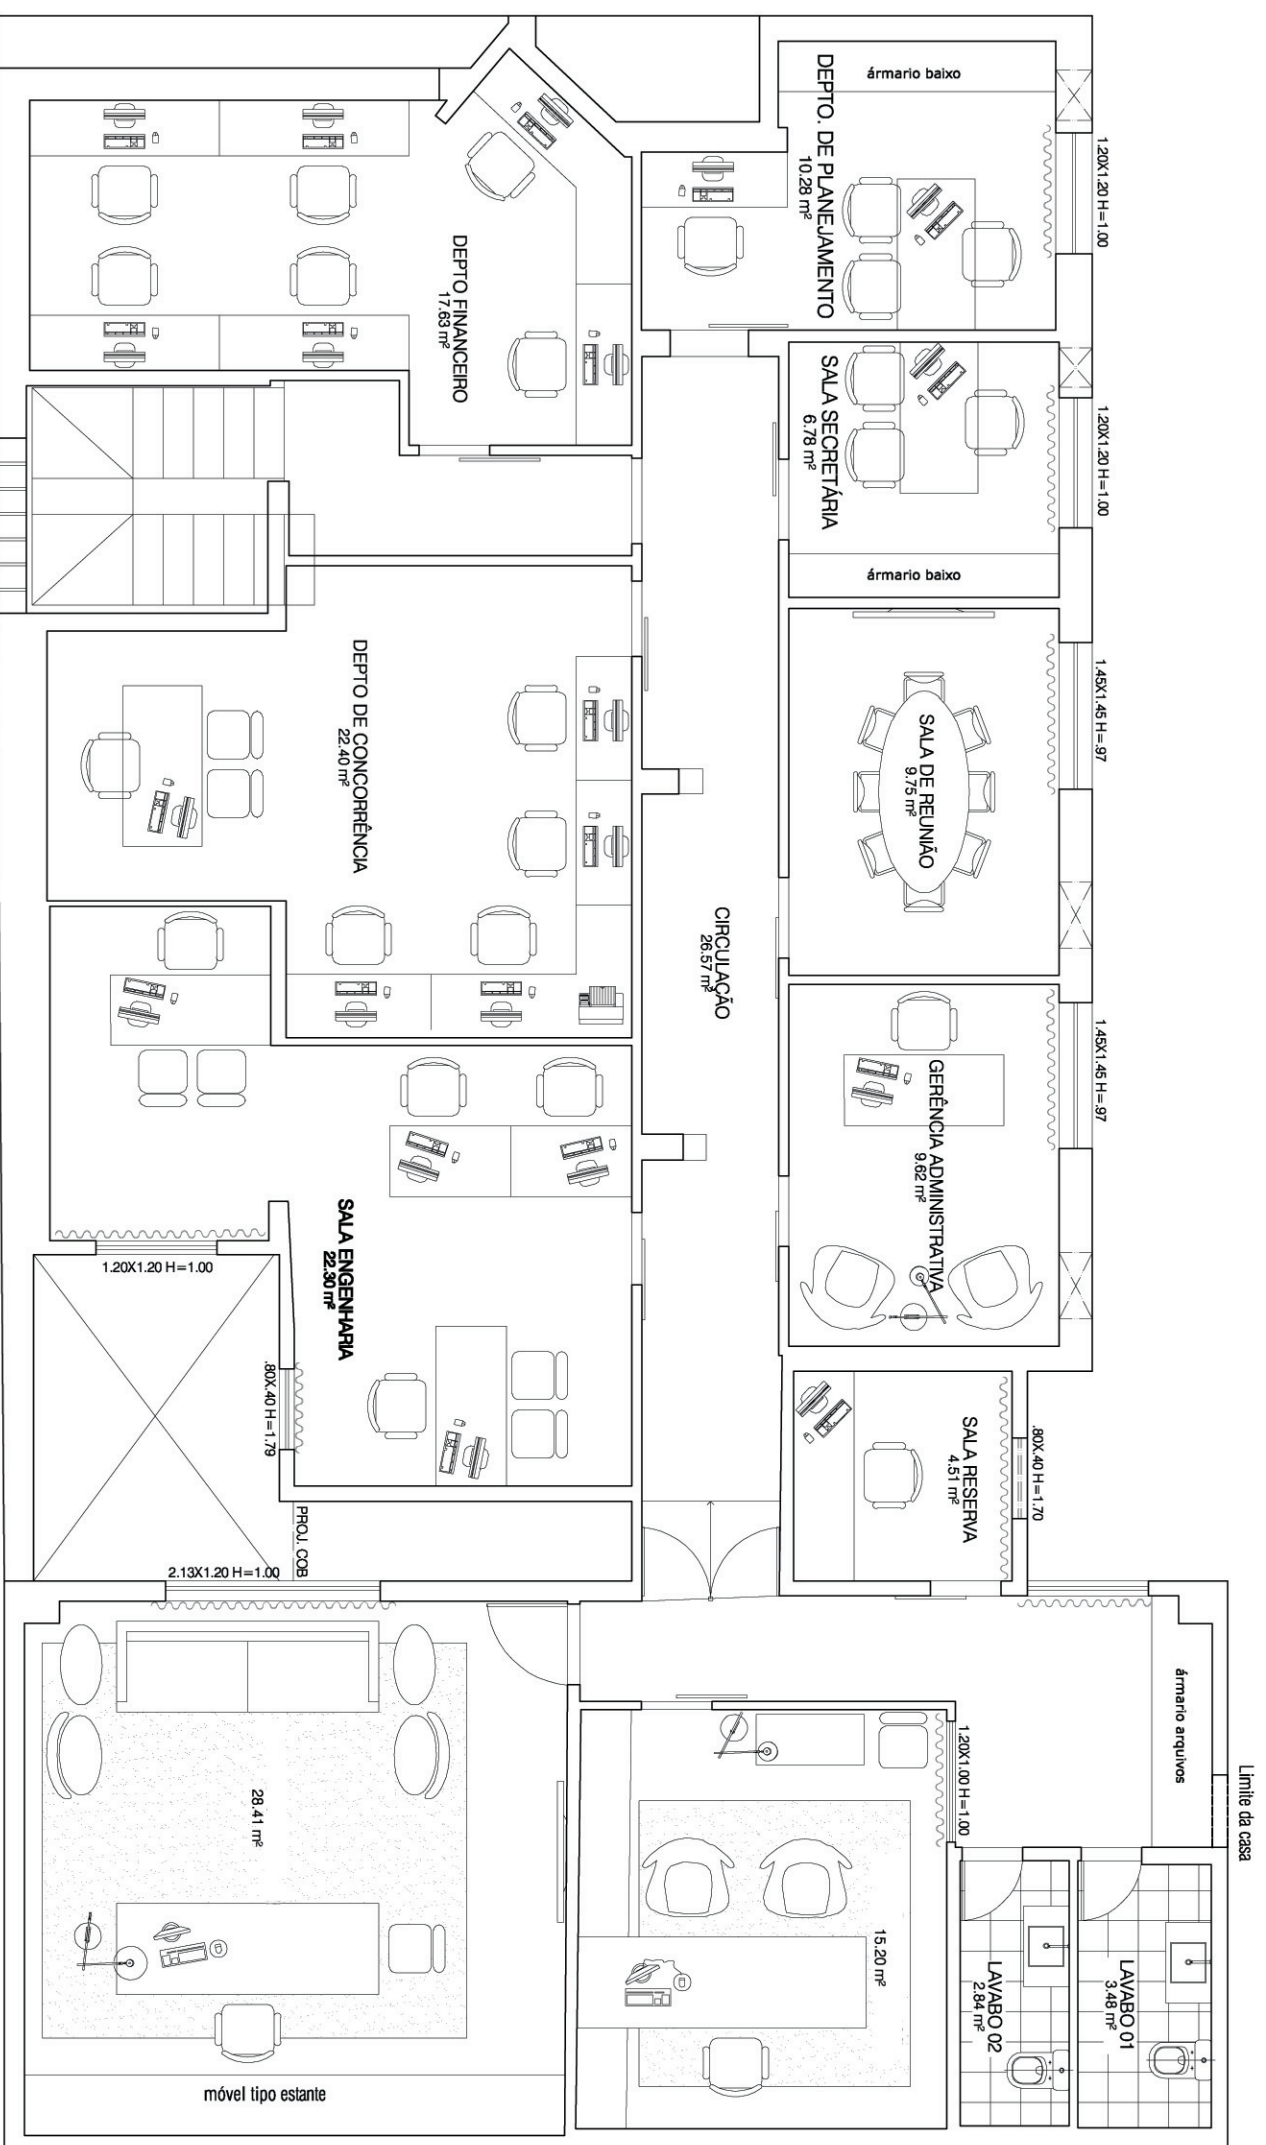 ármario baixo
DEPTO. DE PLANEJAMENTO
10.28 m²
1.20X1.20 H=1.00
DEPTO FINANCEIRO
17.63 m²
SALA SECRETÁRIA
6.78 m²
1.20X1.20 H=1.00
ármario baixo
SALA DE REUNIÃO
9.75 m²
1.45X1.45 H=.97
DEPTO DE CONCORRÊNCIA
22.40 m²
CIRCULAÇÃO
26.57 m²
GERÊNCIA ADMINISTRATIVA
9.62 m²
1.45X1.45 H=.97
SALA ENGENHARIA
22.30 m²
1.20X1.20 H=1.00
.80X.40 H=1.79
SALA RESERVA
4.51 m²
.80X.40 H=1.70
PROJ. COB
2.13X1.20 H=1.00
ármario arquivos
Limite da casa
1.20X1.00 H=1.00
28.41 m²
15.20 m²
LAVABO 02
2.84 m²
LAVABO 01
3.48 m²
móvel tipo estante